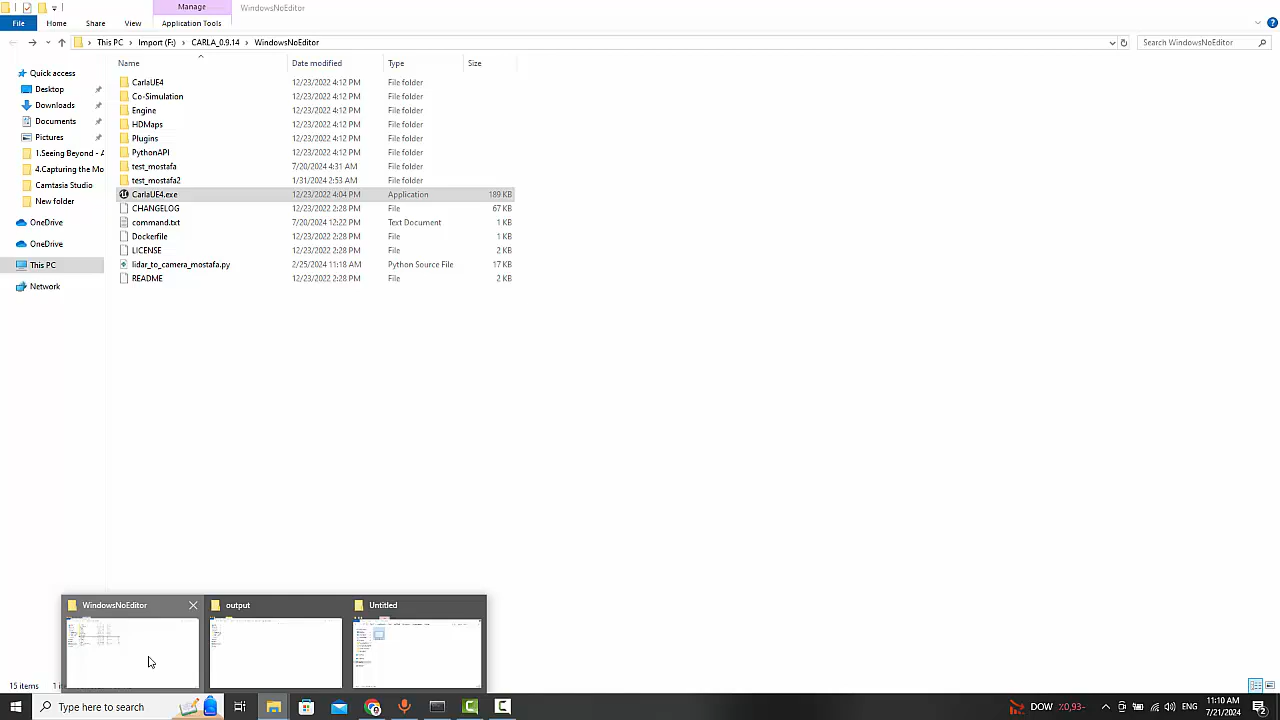 Manage
WindowsNoEditor
File Home Share View Application Tools
This PC Import (F:) CARLA_0.9.14 WindowsNoEditor
Search WindowsNoEditor
Name Date modified Type Size
Quick access
Desktop
Downloads
Documents
Pictures
1.Seeing Beyond - A
4.Capturing the Mo
Camtasia Studio
New folder
OneDrive
OneDrive
This PC
Network
CarlaUE4 12/23/2022 4:12 PM File folder
Co-Simulation 12/23/2022 4:12 PM File folder
Engine 12/23/2022 4:12 PM File folder
HDMaps 12/23/2022 4:12 PM File folder
Plugins 12/23/2022 4:12 PM File folder
PythonAPI 12/23/2022 4:12 PM File folder
test_mostafa 7/20/2024 4:31 AM File folder
test_mostafa2 1/31/2024 2:53 AM File folder
CarlaUE4.exe 12/23/2022 4:04 PM Application 189 KB
CHANGELOG 12/23/2022 2:28 PM File 67 KB
command.txt 7/20/2024 12:22 PM Text Document 1 KB
Dockerfile 12/23/2022 2:28 PM File 1 KB
LICENSE 12/23/2022 2:28 PM File 2 KB
lidar_to_camera_mostafa.py 2/25/2024 11:18 AM Python Source File 17 KB
README 12/23/2022 2:28 PM File 2 KB
WindowsNoEditor output Untitled
15 items
Type here to search
DOW ٪0,93-
ENG
11:10 AM
7/21/2024